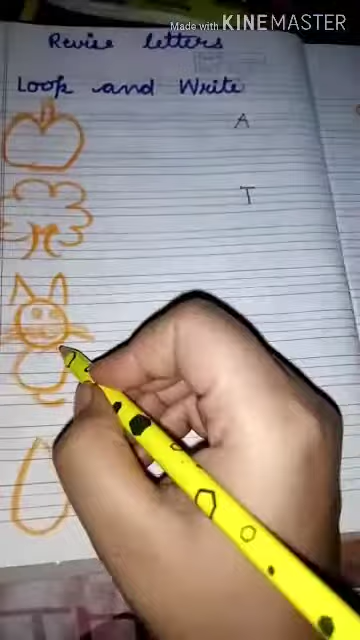 Made with KINEMASTER
Revise letters
Look and Write
A
T